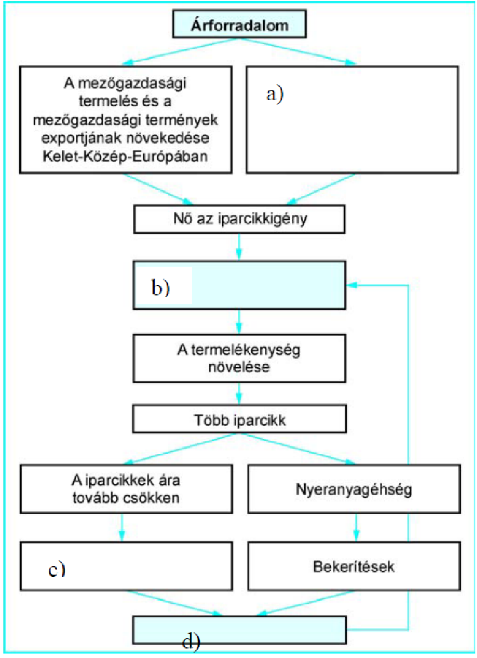 Árforradalom
A mezőgazdasági
termelés és a
mezőgazdasági termények
exportjának növekedése
Kelet-Közép-Európában
a)
Nő az iparcikkigény
b)
A termelékenység
növelése
Több iparcikk
A iparcikkek ára
tovább csökken
Nyeranyagéhség
c)
Bekerítések
d)